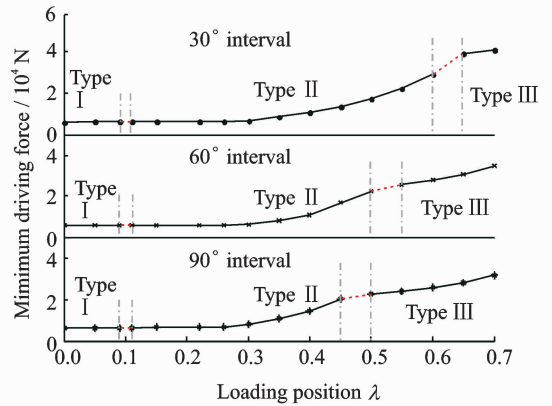 6
30° interval
4
Type
I
Type II
Type III
2
0
60° interval
4
Type
I
Type II
Type III
2
0
90° interval
4
Type
I
Type II
Type III
2
0
0.0 0.1 0.2 0.3 0.4 0.5 0.6 0.7
Loading position λ
Mimimum driving force / 10⁴ N